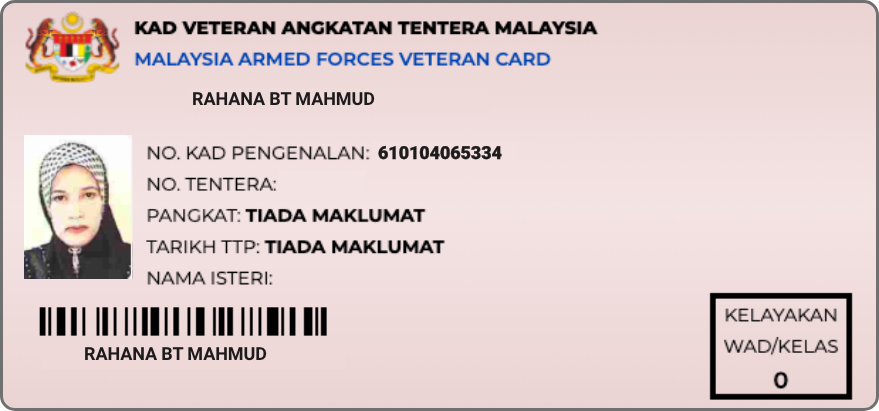 KAD VETERAN ANGKATAN TENTERA MALAYSIA
MALAYSIA ARMED FORCES VETERAN CARD
RAHANA BT MAHMUD
NO. KAD PENGENALAN: 610104065334
NO. TENTERA:
PANGKAT: TIADA MAKLUMAT
TARIKH TTP: TIADA MAKLUMAT
NAMA ISTERI:
RAHANA BT MAHMUD
KELAYAKAN
WAD/KELAS
0